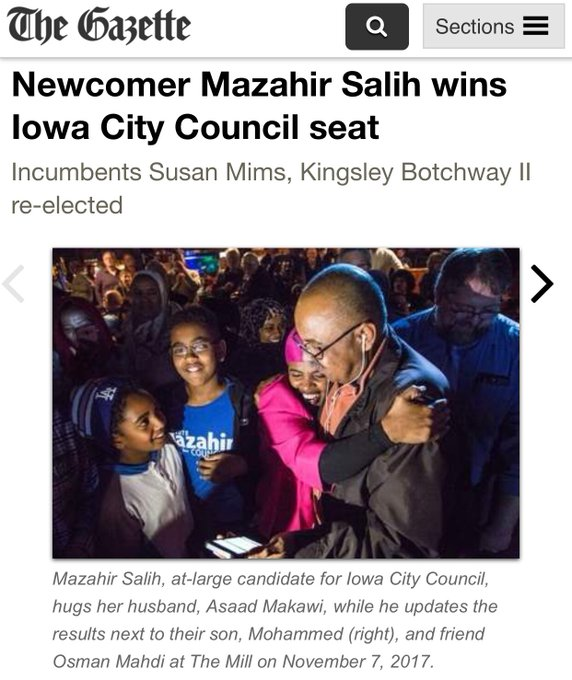 The Gazette
Sections
Newcomer Mazahir Salih wins
Iowa City Council seat
Incumbents Susan Mims, Kingsley Botchway II
re-elected
azahir
COUN
Mazahir Salih, at-large candidate for Iowa City Council,
hugs her husband, Asaad Makawi, while he updates the
results next to their son, Mohammed (right), and friend
Osman Mahdi at The Mill on November 7, 2017.